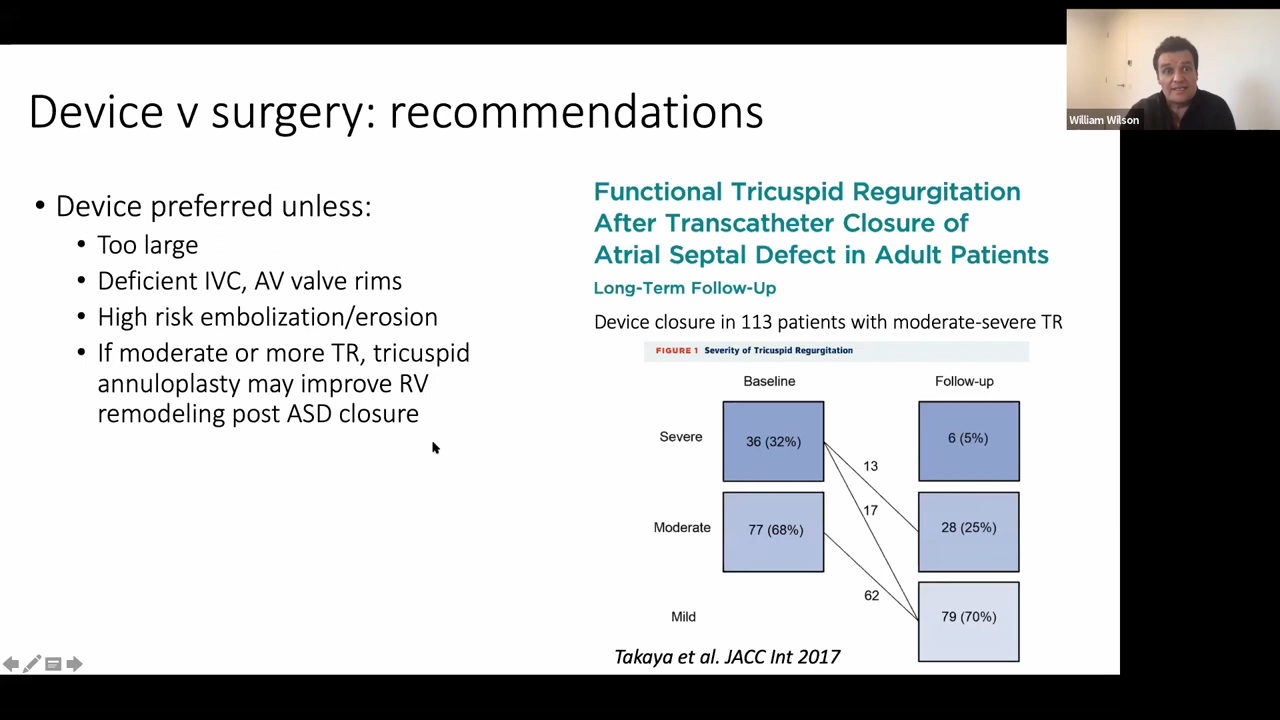 Device v surgery: recommendations
William Wilson
• Device preferred unless:
• Too large
• Deficient IVC, AV valve rims
• High risk embolization/erosion
• If moderate or more TR, tricuspid
annuloplasty may improve RV
remodeling post ASD closure
Functional Tricuspid Regurgitation
After Transcatheter Closure of
Atrial Septal Defect in Adult Patients
Long-Term Follow-Up
Device closure in 113 patients with moderate-severe TR
FIGURE 1 Severity of Tricuspid Regurgitation
Baseline Follow-up
Severe 36 (32%) 6 (5%)
13
17
Moderate 77 (68%) 28 (25%)
62
Mild 79 (70%)
Takaya et al. JACC Int 2017